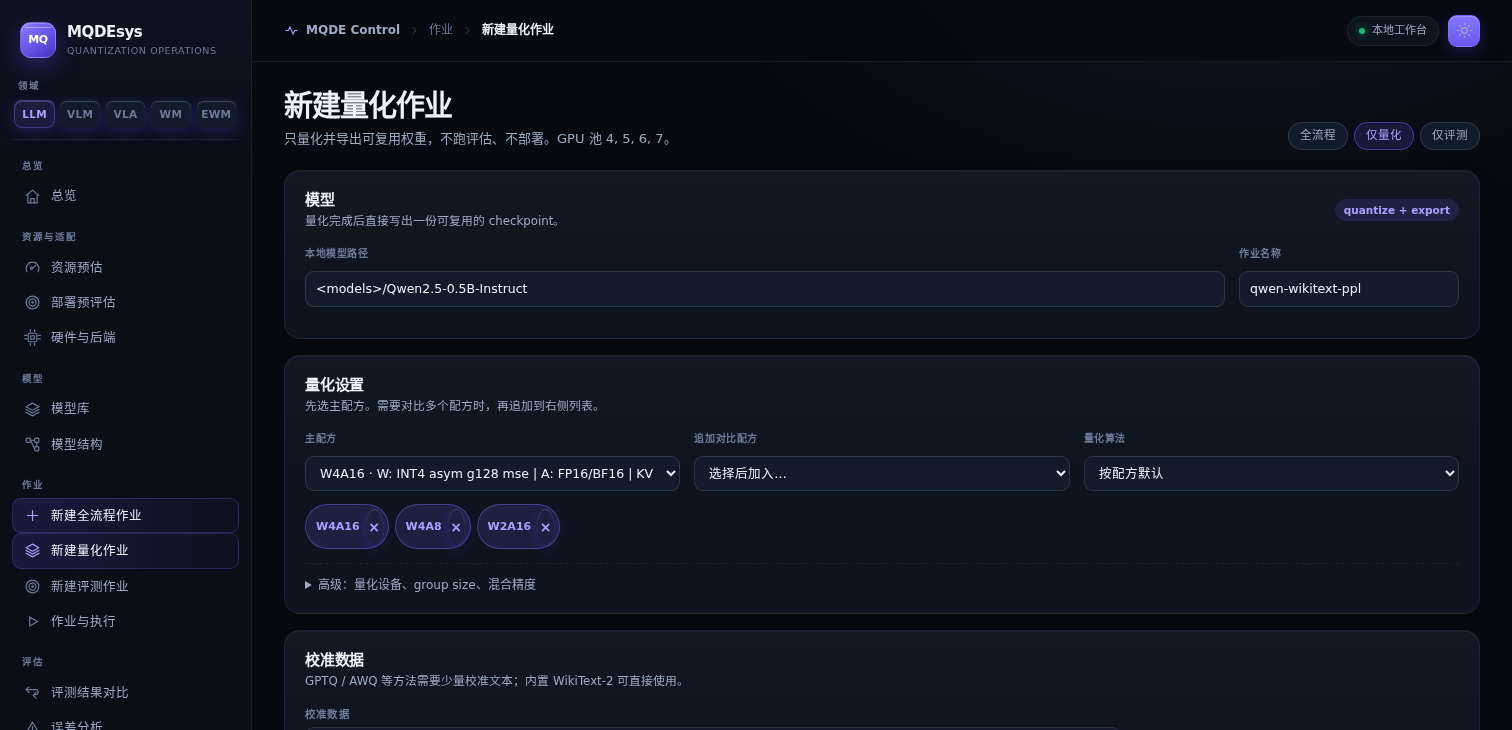 MQ
MQDEsys
QUANTIZATION OPERATIONS
领域
LLM VLM VLA WM EWM
总览
总览
资源与适配
资源预估
部署预评估
硬件与后端
模型
模型库
模型结构
作业
新建全流程作业
新建量化作业
新建评测作业
作业与执行
评估
评测结果对比
误差分析
MQDE Control 作业 新建量化作业
本地工作台
新建量化作业
只量化并导出可复用权重，不跑评估、不部署。GPU 池 4, 5, 6, 7。
全流程 仅量化 仅评测
模型
量化完成后直接写出一份可复用的 checkpoint。
quantize + export
本地模型路径 作业名称
<models>/Qwen2.5-0.5B-Instruct qwen-wikitext-ppl
量化设置
先选主配方。需要对比多个配方时，再追加到右侧列表。
主配方 追加对比配方 量化算法
W4A16 · W: INT4 asym g128 mse | A: FP16/BF16 | KV 选择后加入... 按配方默认
W4A16 × W4A8 × W2A16 ×
高级：量化设备、group size、混合精度
校准数据
GPTQ / AWQ 等方法需要少量校准文本；内置 WikiText-2 可直接使用。
校准数据